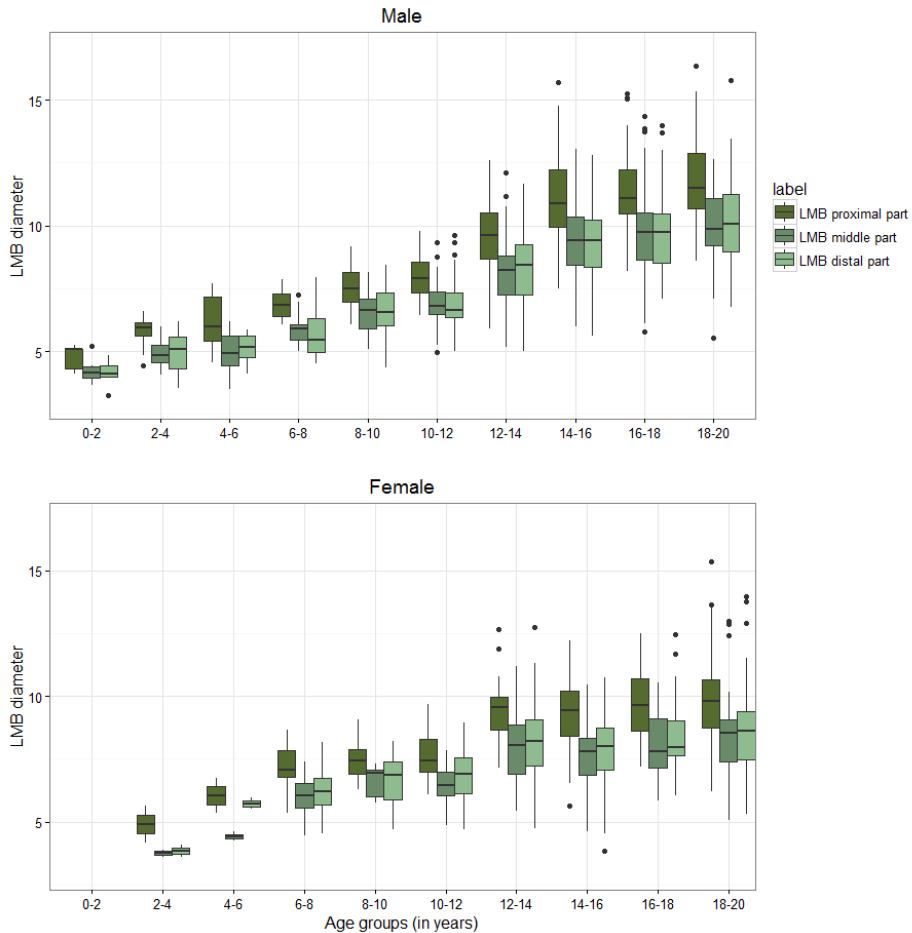 Male
15
10
5
LMB diameter
0-2 2-4 4-6 6-8 8-10 10-12 12-14 14-16 16-18 18-20
label
LMB proximal part
LMB middle part
LMB distal part
Female
15
10
5
LMB diameter
0-2 2-4 4-6 6-8 8-10 10-12 12-14 14-16 16-18 18-20
Age groups (in years)